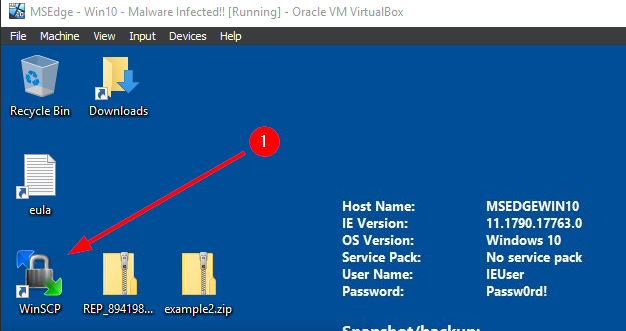 MSEdge - Win10 - Malware Infected!! [Running] - Oracle VM VirtualBox
File Machine View Input Devices Help
Recycle Bin
Downloads
1
eula
Host Name: MSEDGEWIN10
IE Version: 11.1790.17763.0
OS Version: Windows 10
Service Pack: No service pack
User Name: IEUser
Password: Passw0rd!
WinSCP
REP_894198...
example2.zip
Snapshot/backup: